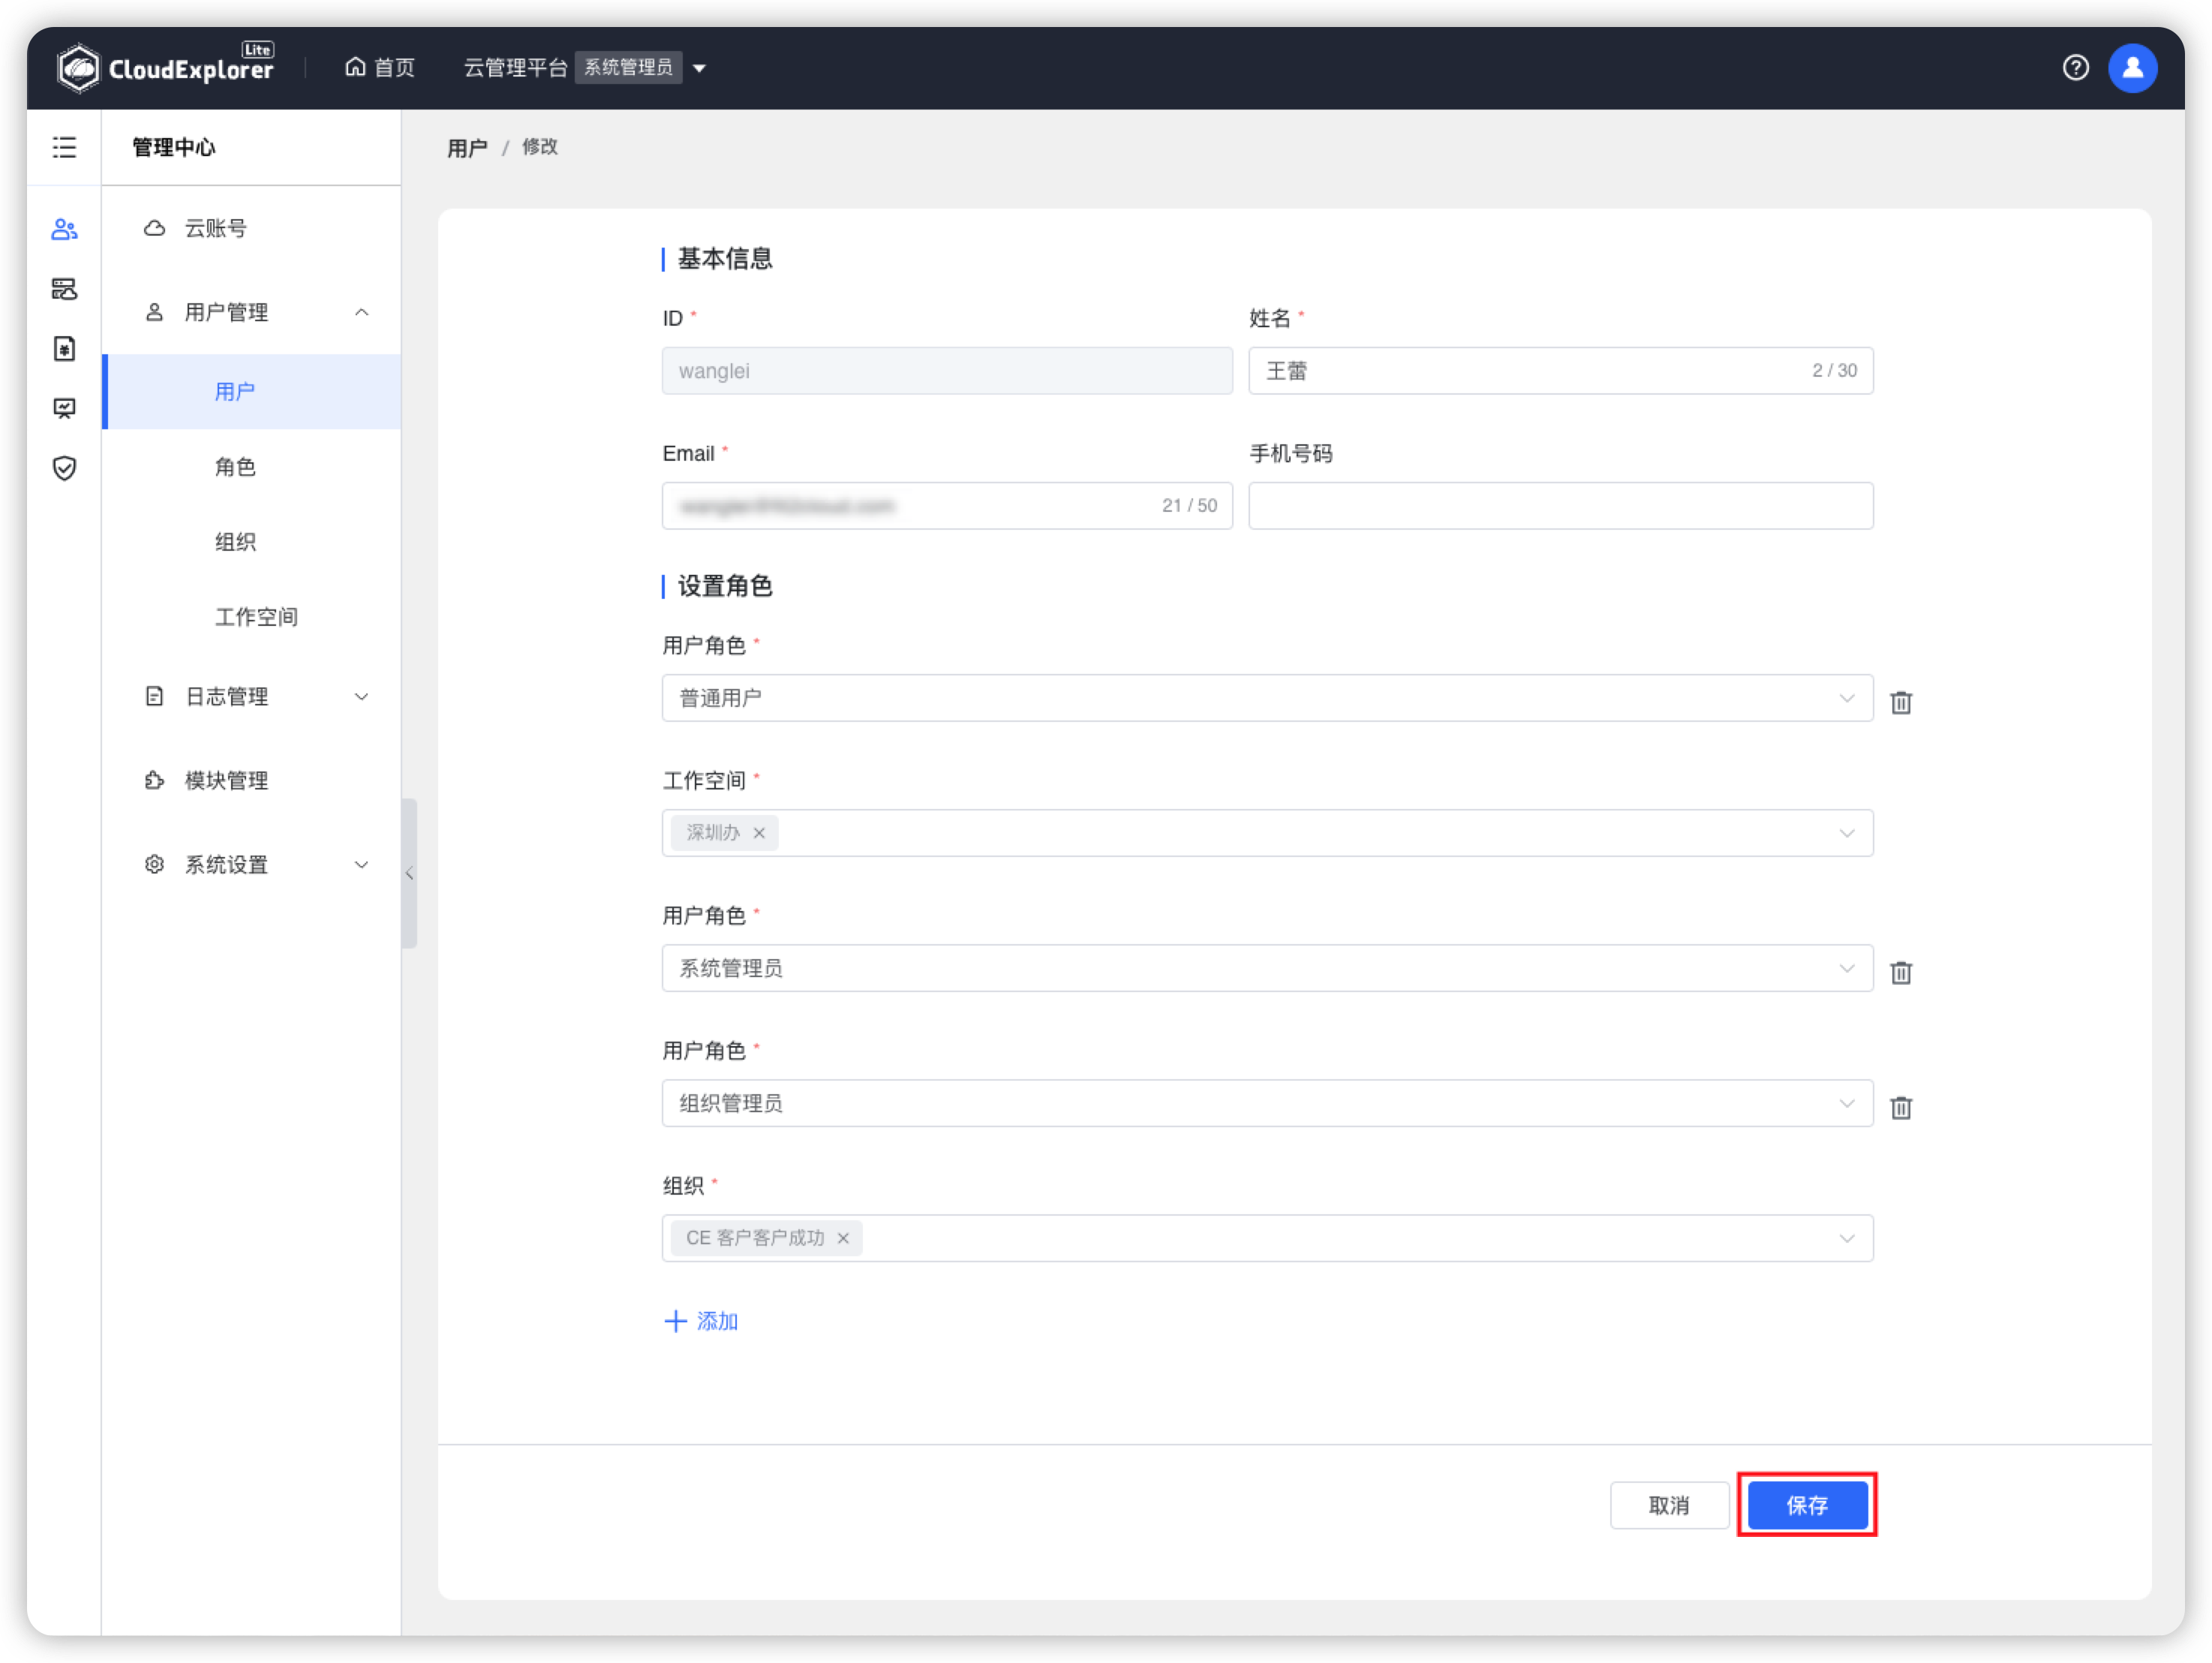 CloudExplorer Lite
首页
云管理平台 系统管理员
管理中心
云账号
用户管理
用户
角色
组织
工作空间
日志管理
模块管理
系统设置
用户 / 修改
基本信息
ID *
姓名 *
wanglei
王蕾 2 / 30
Email *
手机号码
21 / 50
设置角色
用户角色 *
普通用户
工作空间 *
深圳办 ×
用户角色 *
系统管理员
用户角色 *
组织管理员
组织 *
CE 客户客户成功 ×
+ 添加
取消
保存